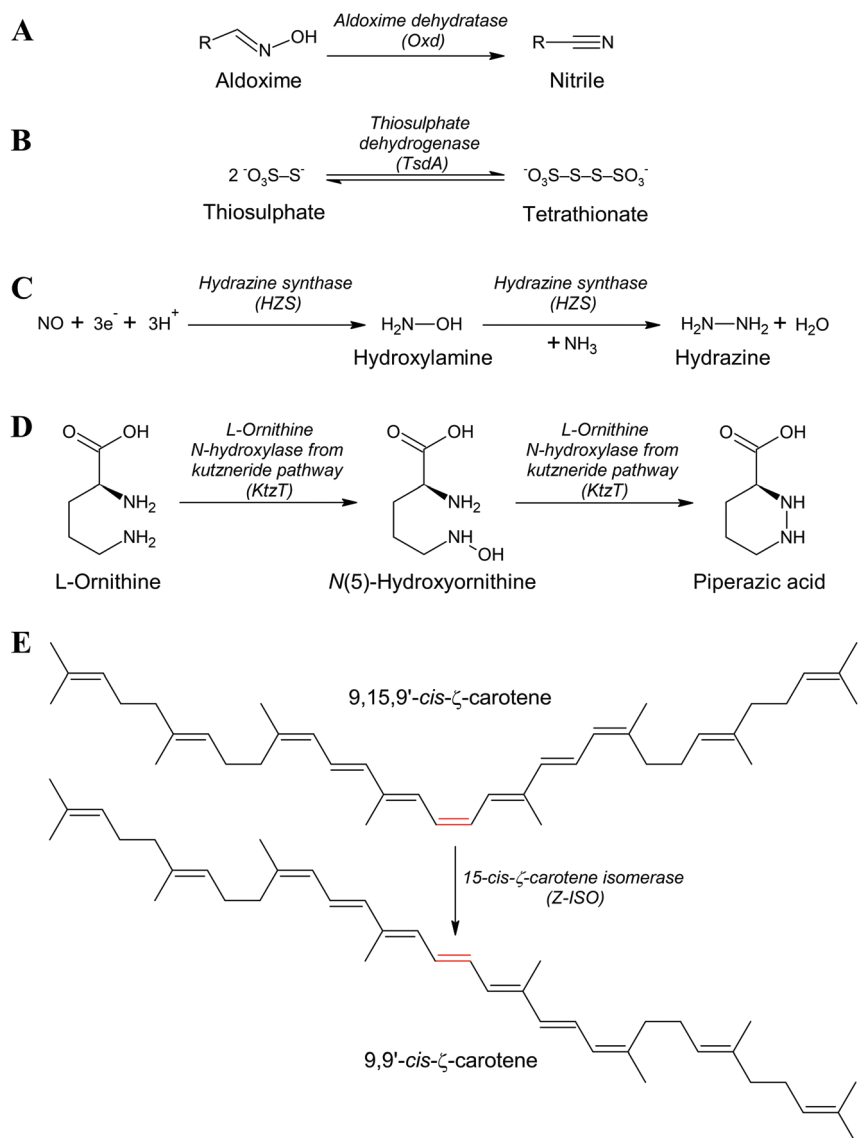 A
R
N
OH
Aldoxime
Aldoxime dehydratase
(Oxd)
R
N
Nitrile
B
2 ⁻O₃S–S⁻
Thiosulphate
Thiosulphate
dehydrogenase
(TsdA)
⁻O₃S–S–S–SO₃⁻
Tetrathionate
C
NO + 3e⁻ + 3H⁺
Hydrazine synthase
(HZS)
H₂N OH
Hydroxylamine
Hydrazine synthase
(HZS)
+ NH₃
H₂N NH₂ + H₂O
Hydrazine
D
O
OH
NH₂
NH₂
L-Ornithine
L-Ornithine
N-hydroxylase from
kutzneride pathway
(KtzT)
O
OH
NH₂
NH
OH
N(5)-Hydroxyornithine
L-Ornithine
N-hydroxylase from
kutzneride pathway
(KtzT)
O
OH
NH
NH
Piperazic acid
E
9,15,9'-cis-ζ-carotene
15-cis-ζ-carotene isomerase
(Z-ISO)
9,9'-cis-ζ-carotene